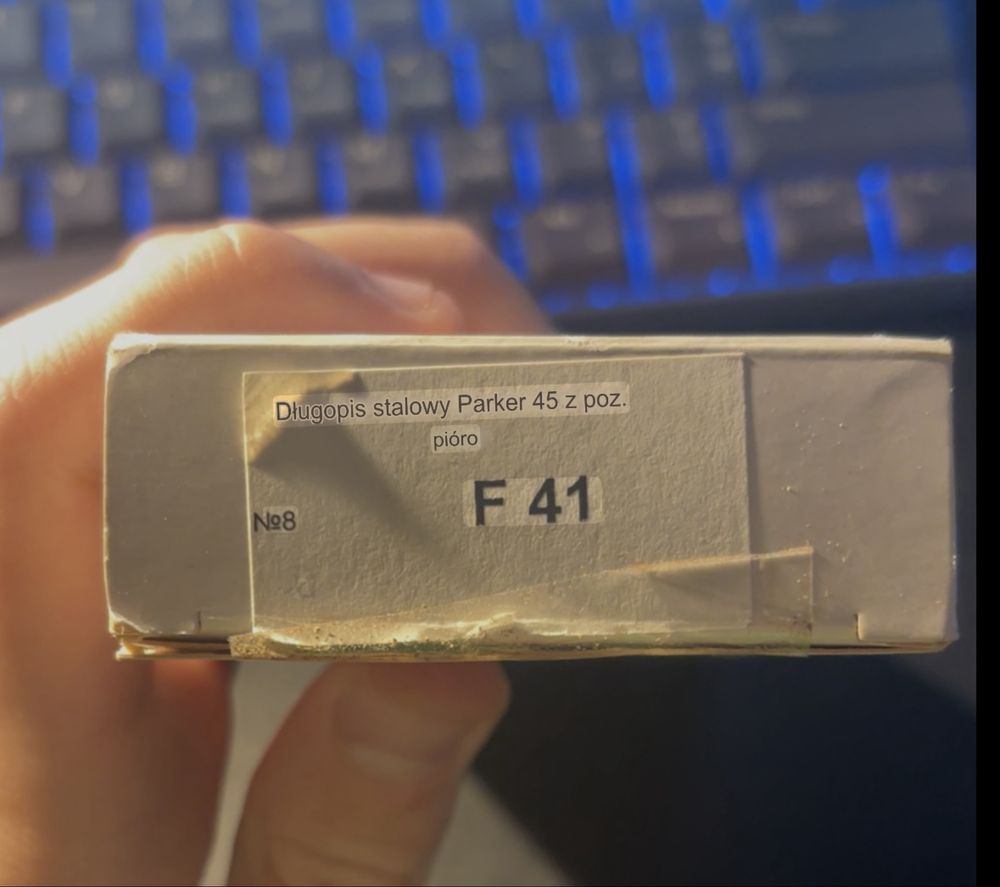 Długopis stalowy Parker 45 z poz.
pióro
F 41
№8